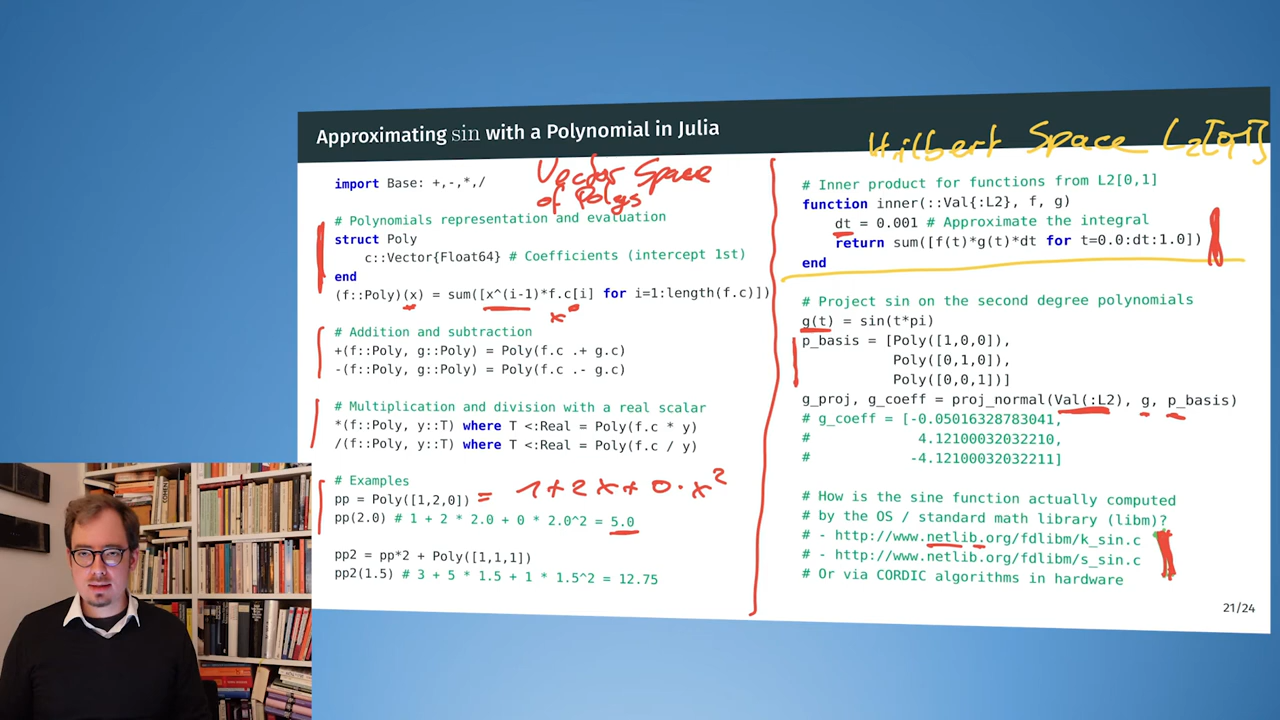 Approximating sin with a Polynomial in Julia
import Base: +,-,*,/
Vector Space
of Polys
# Polynomials representation and evaluation
struct Poly
c::Vector{Float64} # Coefficients (intercept 1st)
end
(f::Poly)(x) = sum([x^(i-1)*f.c[i] for i=1:length(f.c)])
x^0
# Addition and subtraction
+(f::Poly, g::Poly) = Poly(f.c .+ g.c)
-(f::Poly, g::Poly) = Poly(f.c .- g.c)
# Multiplication and division with a real scalar
*(f::Poly, y::T) where T <:Real = Poly(f.c * y)
/(f::Poly, y::T) where T <:Real = Poly(f.c / y)
# Examples
pp = Poly([1,2,0]) = 1+2x+0·x²
pp(2.0) # 1 + 2 * 2.0 + 0 * 2.0^2 = 5.0
pp2 = pp*2 + Poly([1,1,1])
pp2(1.5) # 3 + 5 * 1.5 + 1 * 1.5^2 = 12.75
Hilbert Space L₂[0,1]
# Inner product for functions from L2[0,1]
function inner(::Val{:L2}, f, g)
dt = 0.001 # Approximate the integral
return sum([f(t)*g(t)*dt for t=0.0:dt:1.0])
end
# Project sin on the second degree polynomials
g(t) = sin(t*pi)
p_basis = [Poly([1,0,0]),
Poly([0,1,0]),
Poly([0,0,1])]
g_proj, g_coeff = proj_normal(Val(:L2), g, p_basis)
# g_coeff = [-0.05016328783041,
# 4.12100032032210,
# -4.12100032032211]
# How is the sine function actually computed
# by the OS / standard math library (libm)?
# - http://www.netlib.org/fdlibm/k_sin.c
# - http://www.netlib.org/fdlibm/s_sin.c
# Or via CORDIC algorithms in hardware
21/24